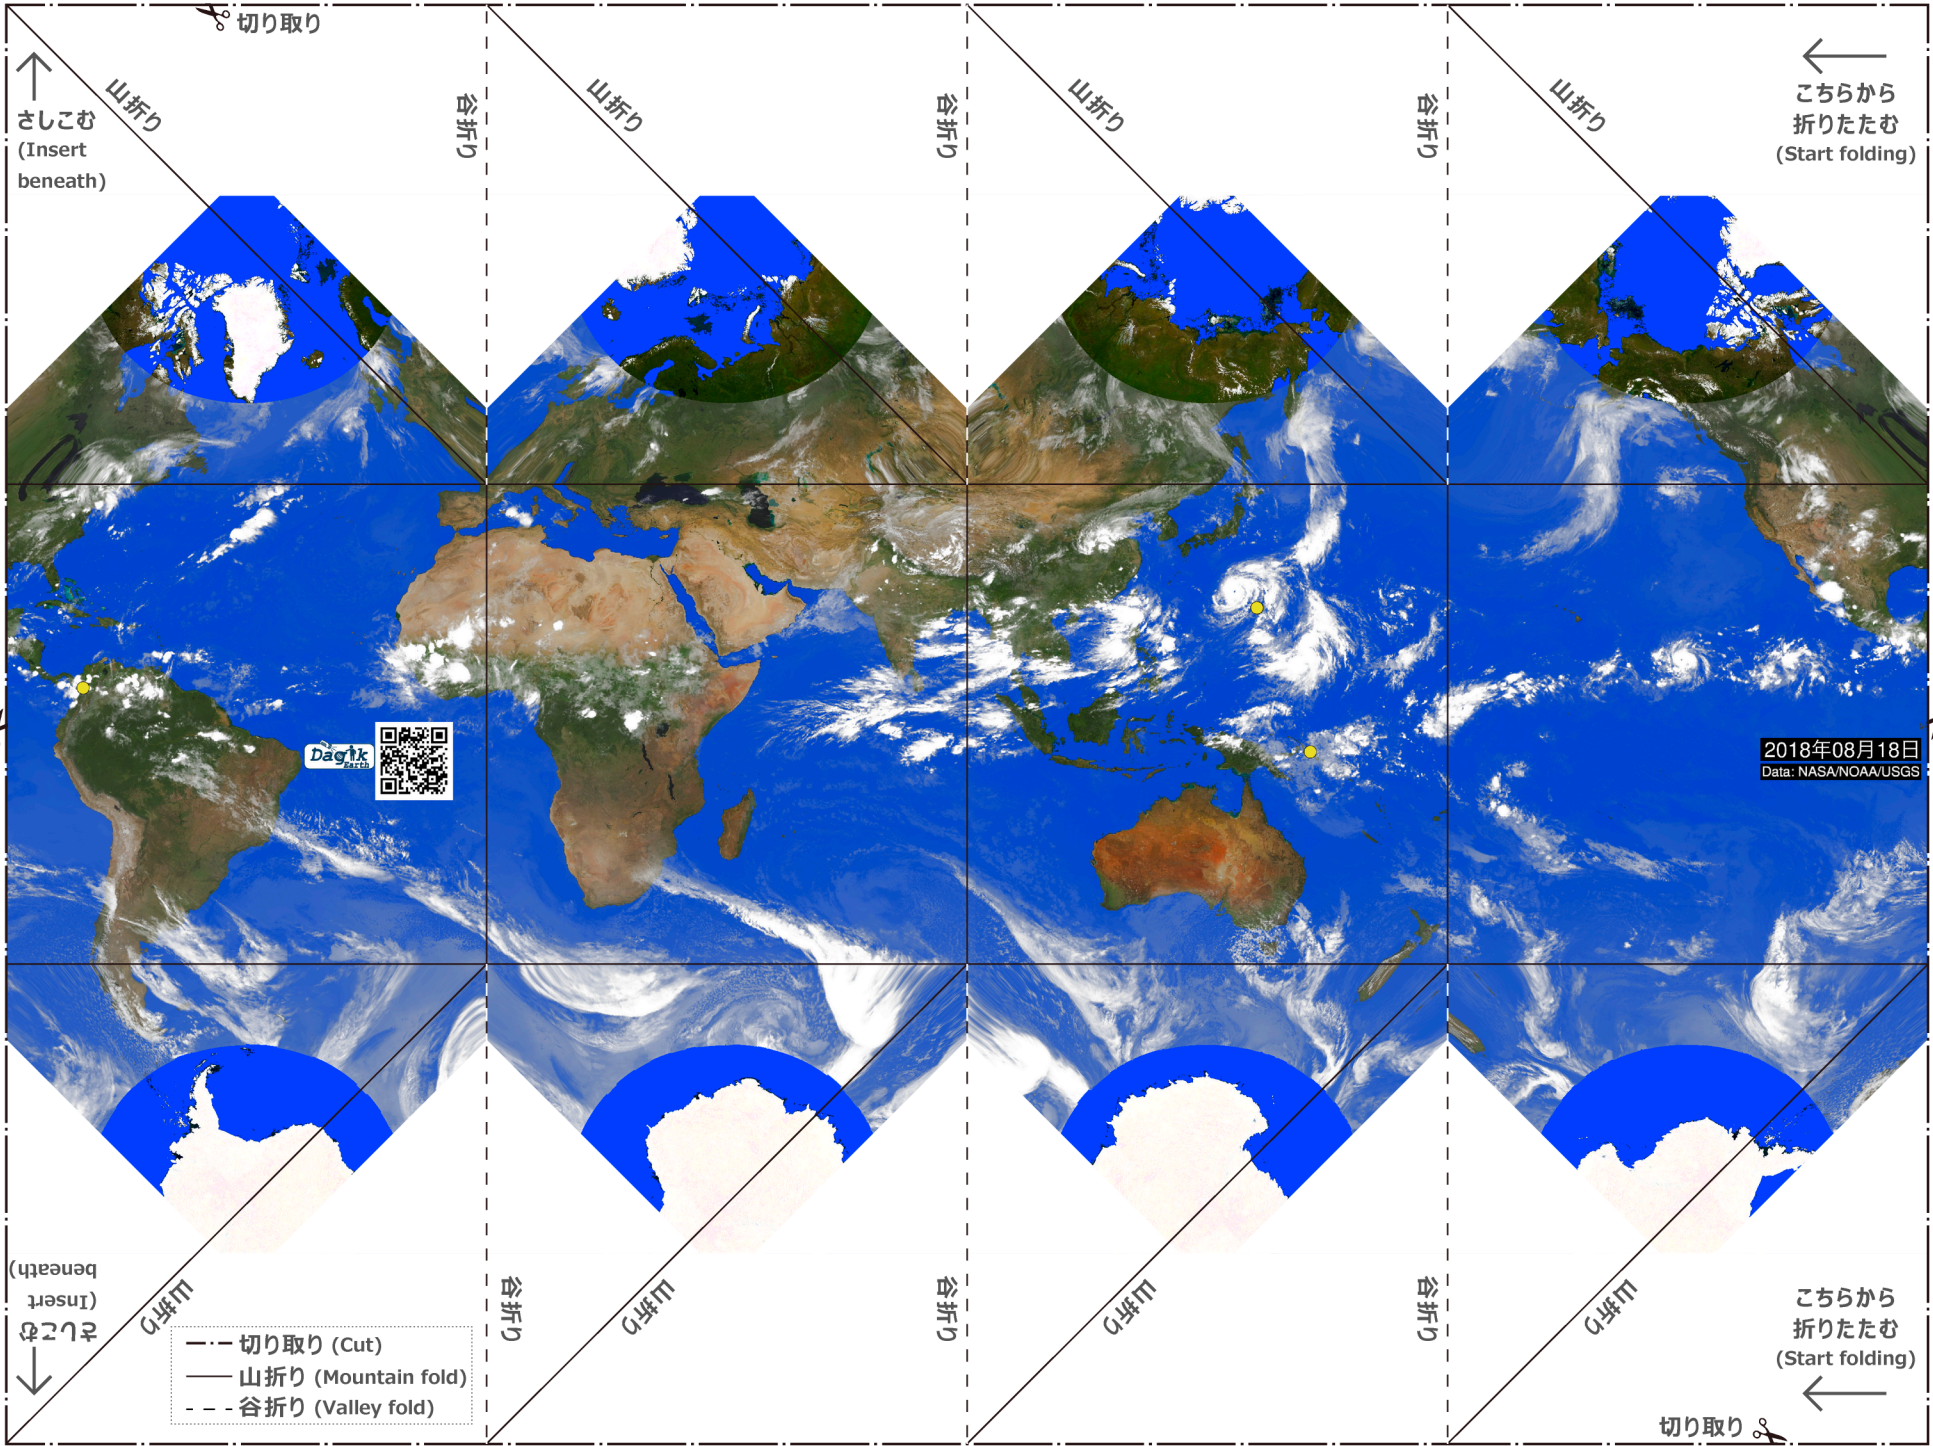 切り取り
山折り
谷折り
山折り
谷折り
山折り
谷折り
山折り
さしこむ
(Insert
beneath)
こちらから
折りたたむ
(Start folding)
Dagik
Earth
2018年08月18日
Data: NASA/NOAA/USGS
さしこむ
(Insert
beneath)
山折り
谷折り
山折り
谷折り
山折り
谷折り
山折り
こちらから
折りたたむ
(Start folding)
切り取り (Cut)
山折り (Mountain fold)
谷折り (Valley fold)
切り取り